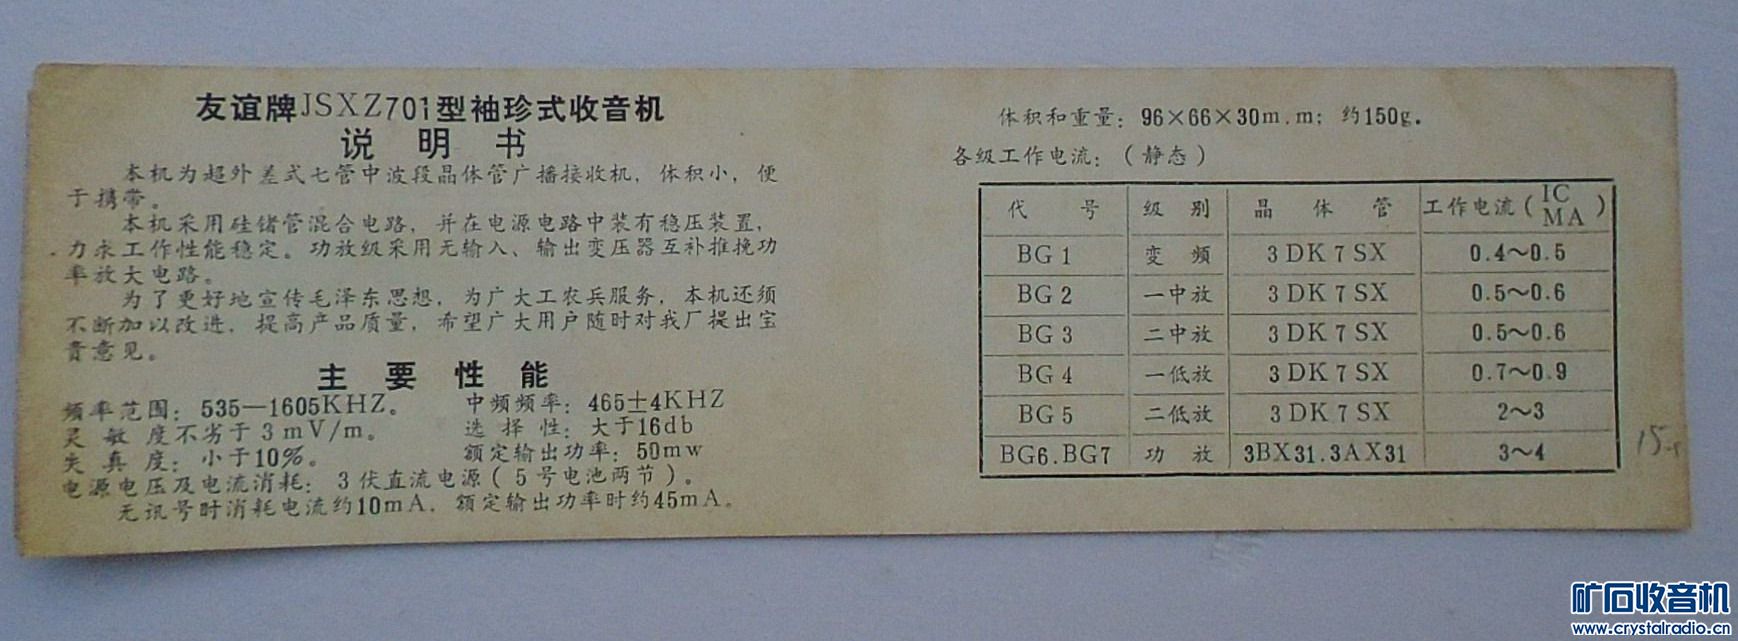 友谊牌JSXZ701型袖珍式收音机
说 明 书
本机为超外差式七管中波段晶体管广播接收机，体积小，便
于携带。
本机采用硅锗管混合电路，并在电源电路中装有稳压装置，
力求工作性能稳定。功放级采用无输入、输出变压器互补推挽功
率放大电路。
为了更好地宣传毛泽东思想，为广大工农兵服务，本机还须
不断加以改进，提高产品质量，希望广大用户随时对我厂提出宝
贵意见。
主 要 性 能
频率范围：535—1605KHZ。 中频频率：465±4KHZ
灵 敏 度不劣于3mV/m。 选 择 性：大于16db
失 真 度：小于10%。 额定输出功率：50mw
电源电压及电流消耗：3伏直流电源(5号电池两节)。
无讯号时消耗电流约10mA，额定输出功率时约45mA。
体积和重量：96×66×30m.m；约150g.
各级工作电流：(静态)
代 号 级 别 晶 体 管 工作电流(IC MA)
BG1 变 频 3DK7SX 0.4～0.5
BG2 一中放 3DK7SX 0.5～0.6
BG3 二中放 3DK7SX 0.5～0.6
BG4 一低放 3DK7SX 0.7～0.9
BG5 二低放 3DK7SX 2～3
BG6.BG7 功 放 3BX31.3AX31 3～4
矿石收音机
www.crystalradio.cn